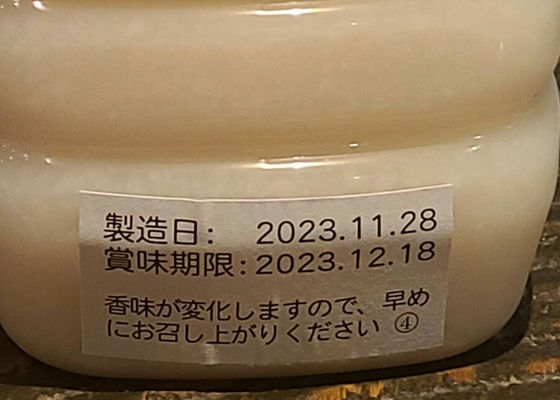 製造日: 2023.11.28
賞味期限:2023.12.18
香味が変化しますので、早め
にお召し上がりください ④